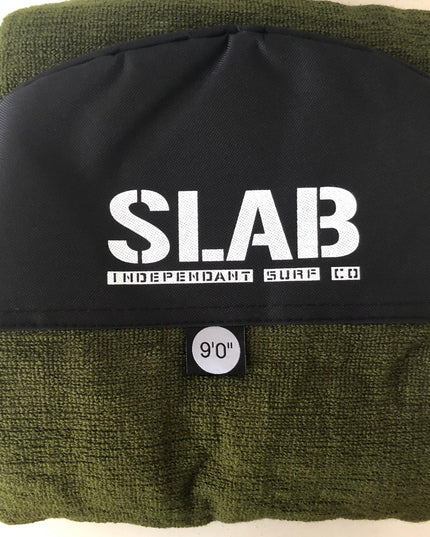 SLAB
INDEPENDANT SURF CO
9'0"